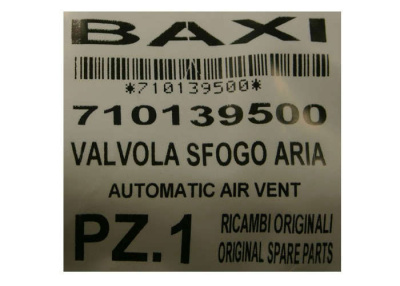 BAXI
*710139500*
710139500
VALVOLA SFOGO ARIA
AUTOMATIC AIR VENT
PZ.1
RICAMBI ORIGINALI
ORIGINAL SPARE PARTS